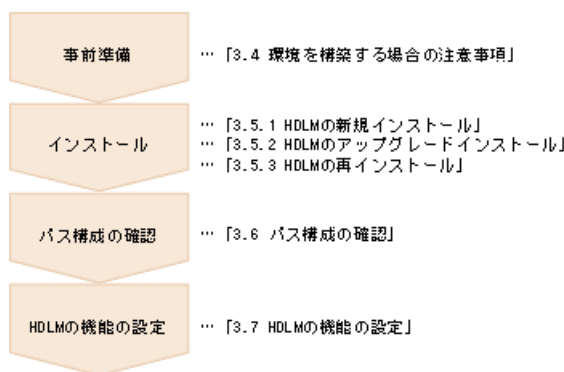 事前準備 … 「3.4 環境を構築する場合の注意事項」
インストール
… 「3.5.1 HDLMの新規インストール」
… 「3.5.2 HDLMのアップグレードインストール」
… 「3.5.3 HDLMの再インストール」
パス構成の確認 … 「3.6 パス構成の確認」
HDLMの機能の設定 … 「3.7 HDLMの機能の設定」